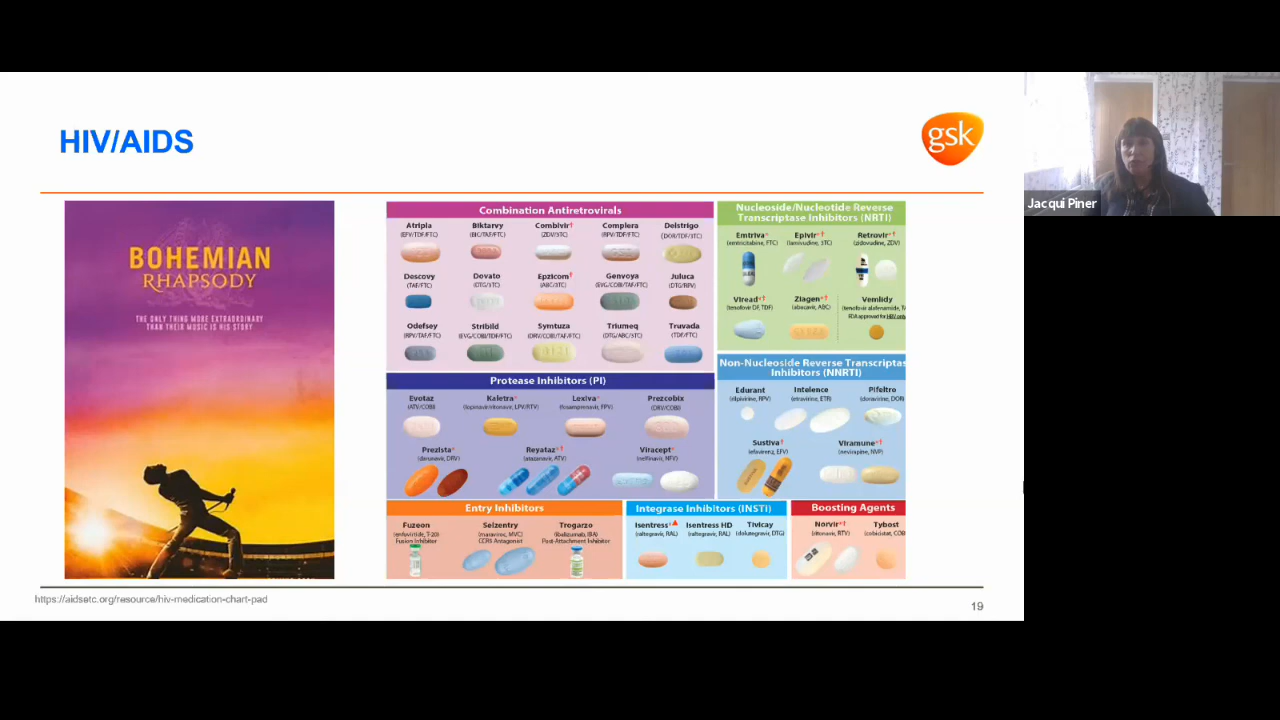 HIV/AIDS
gsk
Jacqui Piner
BOHEMIAN
RHAPSODY
THE ONLY THING MORE EXTRAORDINARY
THAN THEIR MUSIC IS HIS STORY
Combination Antiretrovirals
Atripla Biktarvy Combivir† Complera Delstrigo
(EFV/TDF/FTC) (BIC/TAF/FTC) (ZDV/3TC) (RPV/TDF/FTC) (DOR/TDF/3TC)
Descovy Dovato Epzicom† Genvoya Juluca
(TAF/FTC) (DTG/3TC) (ABC/3TC) (EVG/COBI/TAF/FTC) (DTG/RPV)
Odefsey Stribild Symtuza Triumeq Truvada
(RPV/TAF/FTC) (EVG/COBI/TDF/FTC) (DRV/COBI/TAF/FTC) (DTG/ABC/3TC) (TDF/FTC)
Nucleoside/Nucleotide Reverse
Transcriptase Inhibitors (NRTI)
Emtriva* Epivir*† Retrovir*†
(emtricitabine, FTC) (lamivudine, 3TC) (zidovudine, ZDV)
Viread*† Ziagen*† Vemlidy
(tenofovir DF, TDF) (abacavir, ABC) (tenofovir alafenamide, TA
FDA approved for HBV only
Protease Inhibitors (PI)
Evotaz Kaletra* Lexiva* Prezcobix
(ATV/COBI) (lopinavir/ritonavir, LPV/RTV) (fosamprenavir, FPV) (DRV/COBI)
Prezista* Reyataz*† Viracept*
(darunavir, DRV) (atazanavir, ATV) (nelfinavir, NFV)
Non-Nucleoside Reverse Transcriptas
Inhibitors (NNRTI)
Edurant Intelence Pifeltro
(rilpivirine, RPV) (etravirine, ETR) (doravirine, DOR)
Sustiva† Viramune*†
(efavirenz, EFV) (nevirapine, NVP)
Entry Inhibitors
Fuzeon Selzentry Trogarzo
(enfuvirtide, T-20) (maraviroc, MVC) (ibalizumab, IBA)
Fusion Inhibitor CCR5 Antagonist Post-Attachment Inhibitor
Integrase Inhibitors (INSTI)
Isentress*▲ Isentress HD Tivicay
(raltegravir, RAL) (raltegravir, RAL) (dolutegravir, DTG)
Boosting Agents
Norvir*† Tybost
(ritonavir, RTV) (cobicistat, COB
https://aidsetc.org/resource/hiv-medication-chart-pad
19